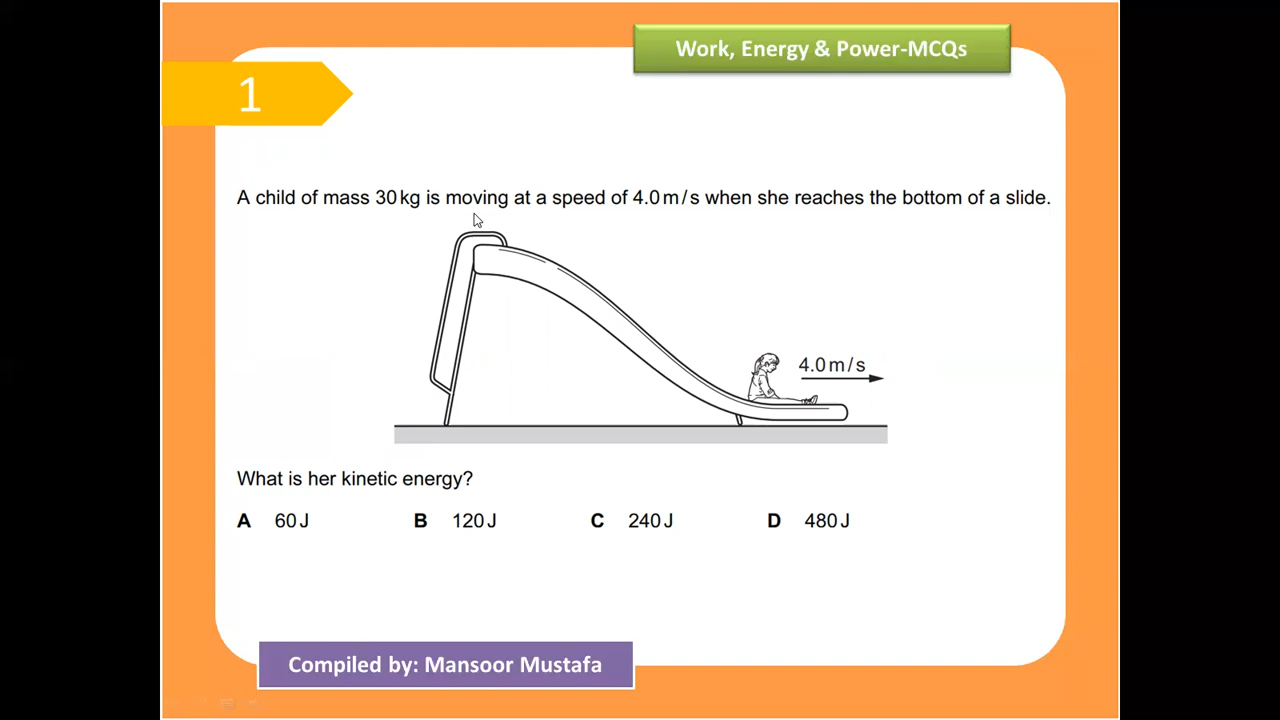 Work, Energy & Power-MCQs
1
A child of mass 30 kg is moving at a speed of 4.0 m/s when she reaches the bottom of a slide.
4.0 m/s
What is her kinetic energy?
A 60 J B 120 J C 240 J D 480 J
Compiled by: Mansoor Mustafa